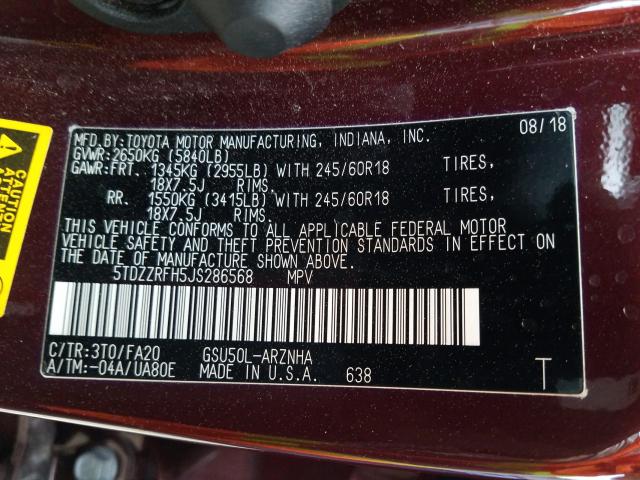 MFD.BY:TOYOTA MOTOR MANUFACTURING, INDIANA, INC. 08/18
GVWR:2650KG (5840LB)
GAWR:FRT. 1345KG (2955LB) WITH 245/60R18 TIRES,
18X7.5J RIMS.
RR. 1550KG (3415LB) WITH 245/60R18 TIRES,
18X7.5J RIMS.
THIS VEHICLE CONFORMS TO ALL APPLICABLE FEDERAL MOTOR
VEHICLE SAFETY AND THEFT PREVENTION STANDARDS IN EFFECT ON
THE DATE OF MANUFACTURE SHOWN ABOVE.
5TDZZRFH5JS286568 MPV
C/TR:3T0/FA20 GSU50L-ARZNHA
A/TM:-04A/UA80E MADE IN U.S.A. 638 T
CAUTION